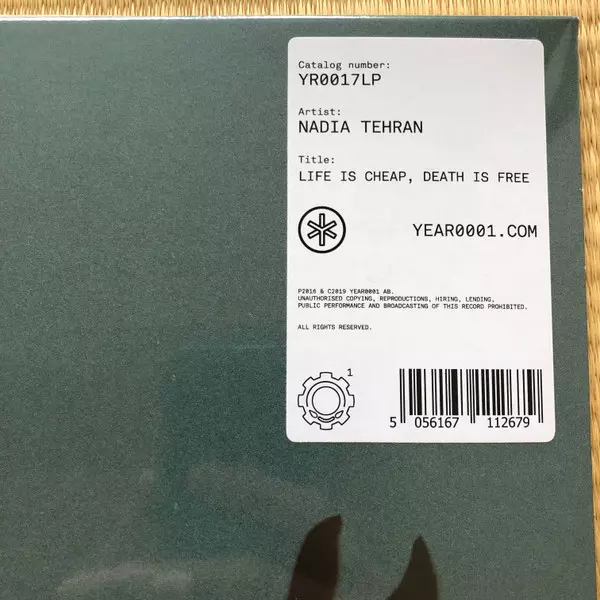 Catalog number:
YR0017LP
Artist:
NADIA TEHRAN
Title:
LIFE IS CHEAP, DEATH IS FREE
YEAR0001.COM
P2016 & C2019 YEAR0001 AB.
UNAUTHORISED COPYING, REPRODUCTIONS, HIRING, LENDING,
PUBLIC PERFORMANCE AND BROADCASTING OF THIS RECORD PROHIBITED.
ALL RIGHTS RESERVED.
1
5 056167 112679